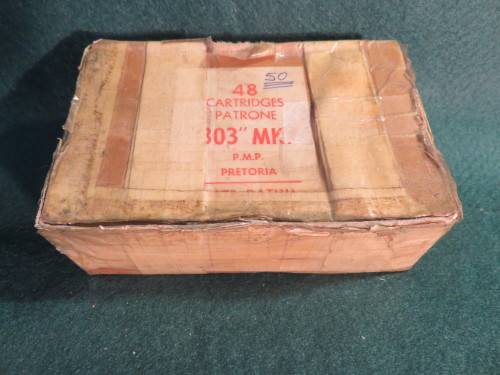 50
48
CARTRIDGES
PATRONE
303" MK.
P.M.P.
PRETORIA